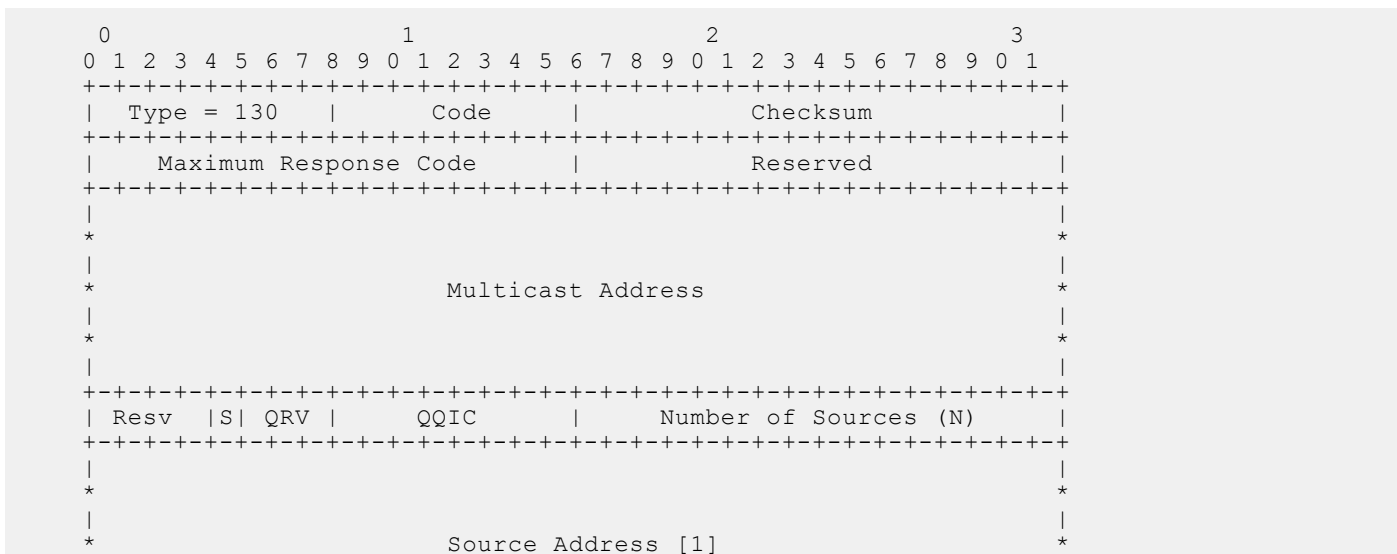 0                   1                   2                   3
 0 1 2 3 4 5 6 7 8 9 0 1 2 3 4 5 6 7 8 9 0 1 2 3 4 5 6 7 8 9 0 1
+-+-+-+-+-+-+-+-+-+-+-+-+-+-+-+-+-+-+-+-+-+-+-+-+-+-+-+-+-+-+-+-+
|  Type = 130   |      Code     |           Checksum            |
+-+-+-+-+-+-+-+-+-+-+-+-+-+-+-+-+-+-+-+-+-+-+-+-+-+-+-+-+-+-+-+-+
|    Maximum Response Code      |           Reserved            |
+-+-+-+-+-+-+-+-+-+-+-+-+-+-+-+-+-+-+-+-+-+-+-+-+-+-+-+-+-+-+-+-+
|                                                               |
*                                                               *
|                                                               |
*                       Multicast Address                       *
|                                                               |
*                                                               *
|                                                               |
+-+-+-+-+-+-+-+-+-+-+-+-+-+-+-+-+-+-+-+-+-+-+-+-+-+-+-+-+-+-+-+-+
| Resv  |S| QRV |     QQIC      |     Number of Sources (N)     |
+-+-+-+-+-+-+-+-+-+-+-+-+-+-+-+-+-+-+-+-+-+-+-+-+-+-+-+-+-+-+-+-+
|                                                               |
*                                                               *
|                                                               |
*                       Source Address [1]                      *